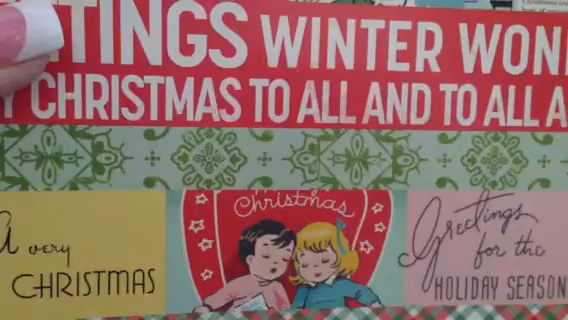 TINGS WINTER WON
Y CHRISTMAS TO ALL AND TO ALL A
A very
CHRISTMAS
Christmas
Greetings
for the
HOLIDAY SEASON